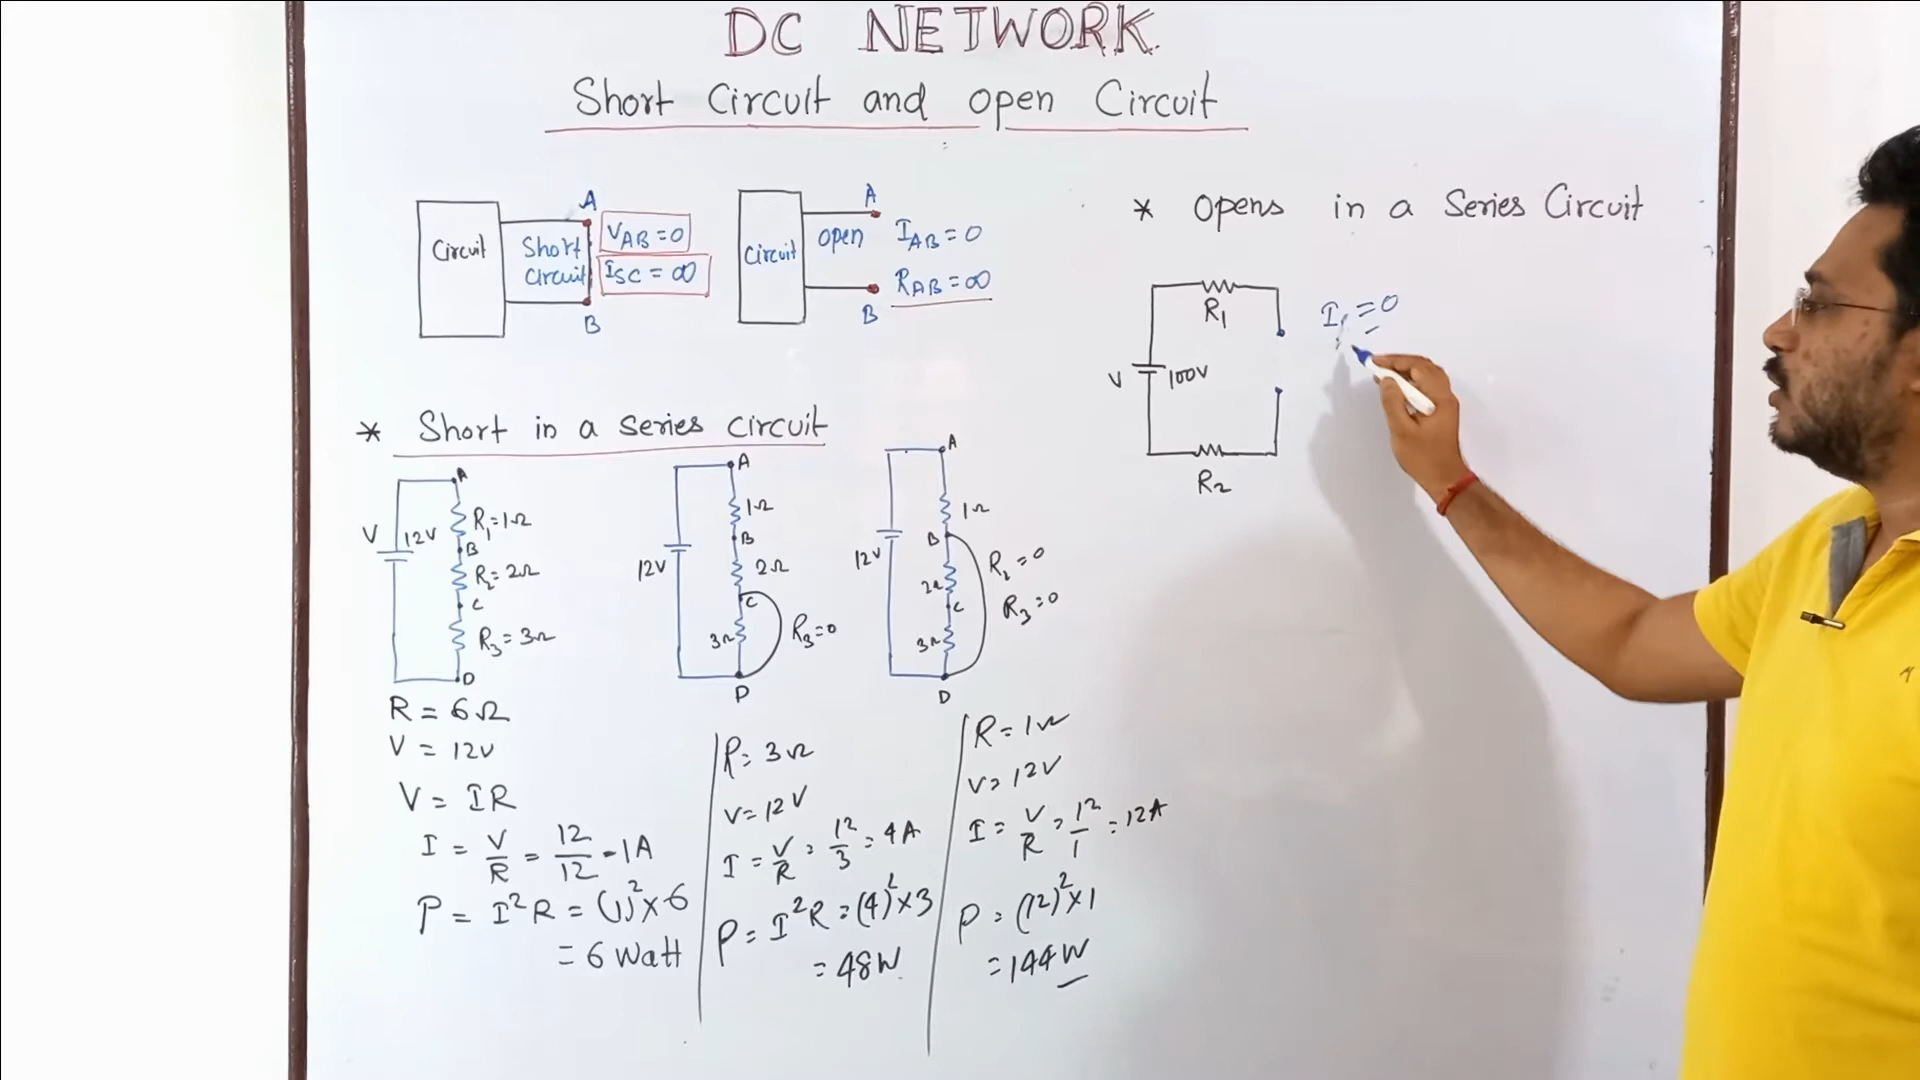 DC NETWORK
Short Circuit and open Circuit
Circuit
Short
Circuit
A
B
V_AB = 0
I_SC = ∞
Circuit
open
A
B
I_AB = 0
R_AB = ∞
* Short in a series circuit
V
12V
A
R₁=1Ω
B
R₂=2Ω
C
R₃=3Ω
D
R = 6Ω
V = 12V
V = IR
I = V/R = 12/12 = 1A
P = I²R = (1)²×6
= 6 Watt
12V
A
1Ω
B
2Ω
C
3Ω
R₃=0
D
R = 3Ω
V = 12V
I = V/R = 12/3 = 4A
P = I²R = (4)²×3
= 48W
12V
A
1Ω
B
2Ω
C
3Ω
R₂=0
R₃=0
D
R = 1Ω
V = 12V
I = V/R = 12/1 = 12A
P = (12)²×1
= 144W
* Opens in a Series Circuit
R₁
V
100V
R₂
I₁ = 0